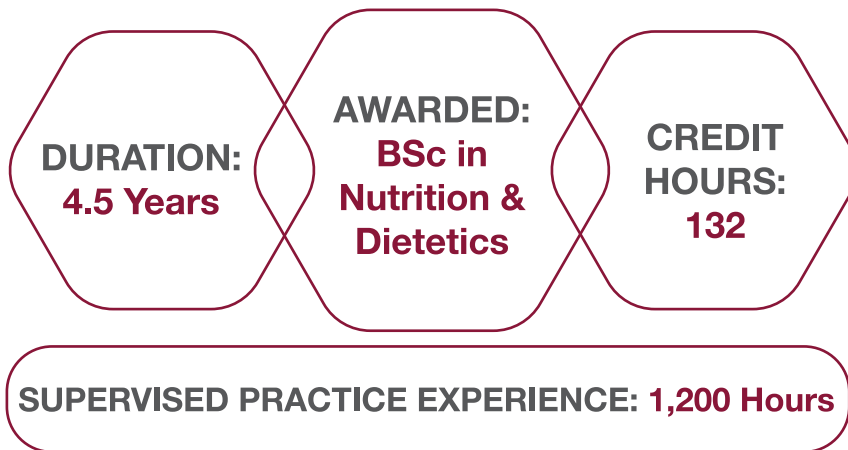 DURATION:
4.5 Years
AWARDED:
BSc in
Nutrition &
Dietetics
CREDIT
HOURS:
132
SUPERVISED PRACTICE EXPERIENCE: 1,200 Hours